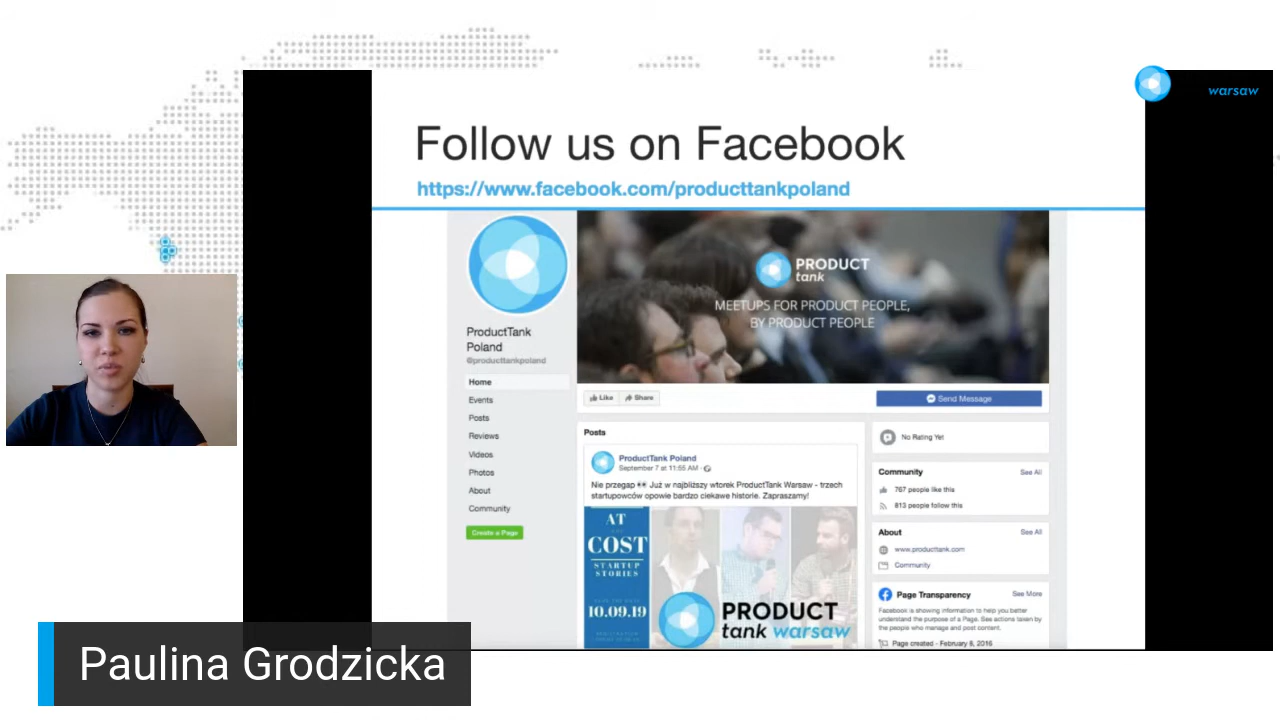 warsaw
Follow us on Facebook
https://www.facebook.com/producttankpoland
ProductTank
Poland
@producttankpoland
Home
Events
Posts
Reviews
Videos
Photos
About
Community
Create a Page
PRODUCT
tank
MEETUPS FOR PRODUCT PEOPLE,
BY PRODUCT PEOPLE
Like Share
Send Message
Posts
ProductTank Poland
September 7 at 11:55 AM
Nie przegap 👀 Już w najbliższy wtorek ProductTank Warsaw - trzech
startupowców opowie bardzo ciekawe historie. Zapraszamy!
AT
COST
STARTUP
STORIES
10.09.19
PRODUCT
tank warsaw
No Rating Yet
Community See All
767 people like this
813 people follow this
About See All
www.producttank.com
Community
Page Transparency See More
Facebook is showing information to help you better
understand the purpose of a Page. See actions taken by
the people who manage and post content.
Page created - February 8, 2016
Paulina Grodzicka